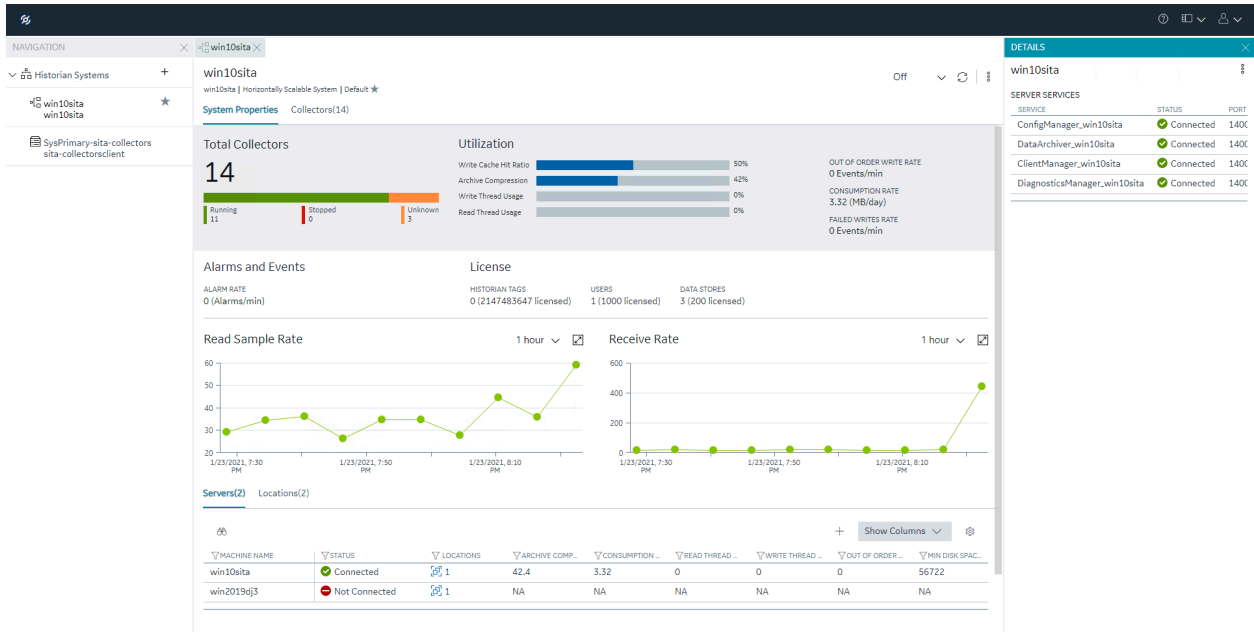 NAVIGATION
Historian Systems
win10sita
win10sita
SysPrimary-sita-collectors
sita-collectorsclient
win10sita
win10sita
Off
win10sita | Horizontally Scalable System | Default
System Properties Collectors(14)
Total Collectors
14
Running
11
Stopped
0
Unknown
3
Utilization
Write Cache Hit Ratio 50%
Archive Compression 42%
Write Thread Usage 0%
Read Thread Usage 0%
OUT OF ORDER WRITE RATE
0 Events/min
CONSUMPTION RATE
3.32 (MB/day)
FAILED WRITES RATE
0 Events/min
Alarms and Events
ALARM RATE
0 (Alarms/min)
License
HISTORIAN TAGS
0 (2147483647 licensed)
USERS
1 (1000 licensed)
DATA STORES
3 (200 licensed)
Read Sample Rate 1 hour
60
50
40
30
20
1/23/2021, 7:30
PM
1/23/2021, 7:50
PM
1/23/2021, 8:10
PM
Receive Rate 1 hour
600
400
200
0
1/23/2021, 7:30
PM
1/23/2021, 7:50
PM
1/23/2021, 8:10
PM
Servers(2) Locations(2)
Show Columns
MACHINE NAME STATUS LOCATIONS ARCHIVE COMP... CONSUMPTION ... READ THREAD ... WRITE THREAD ... OUT OF ORDER... MIN DISK SPAC...
win10sita Connected 1 42.4 3.32 0 0 0 56722
win2019dj3 Not Connected 1 NA NA NA NA NA NA
DETAILS
win10sita
SERVER SERVICES
SERVICE STATUS PORT
ConfigManager_win10sita Connected 1400
DataArchiver_win10sita Connected 1400
ClientManager_win10sita Connected 1400
DiagnosticsManager_win10sita Connected 1400